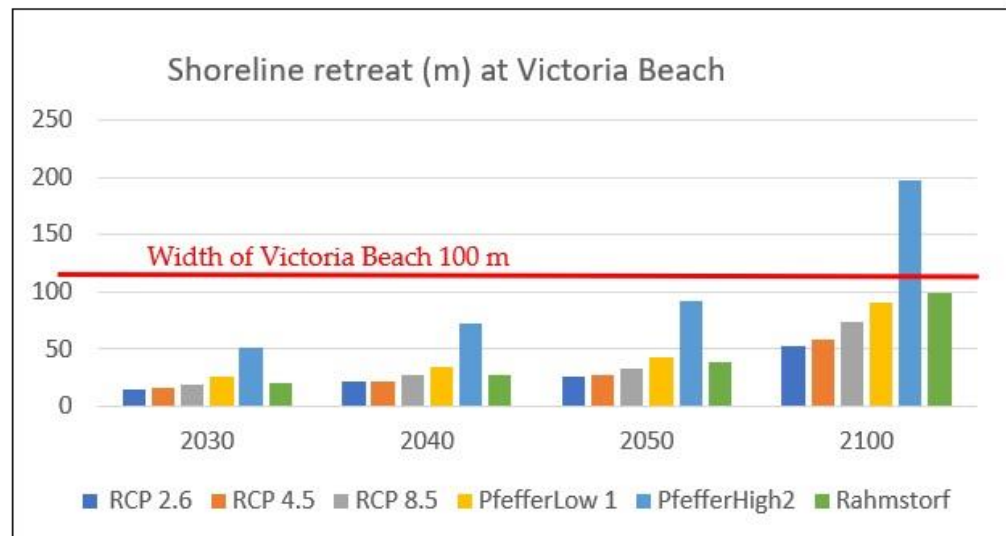 Shoreline retreat (m) at Victoria Beach
250
200
150
Width of Victoria Beach 100 m
100
50
0
2030 2040 2050 2100
RCP 2.6 RCP 4.5 RCP 8.5 PfefferLow 1 PfefferHigh2 Rahmstorf